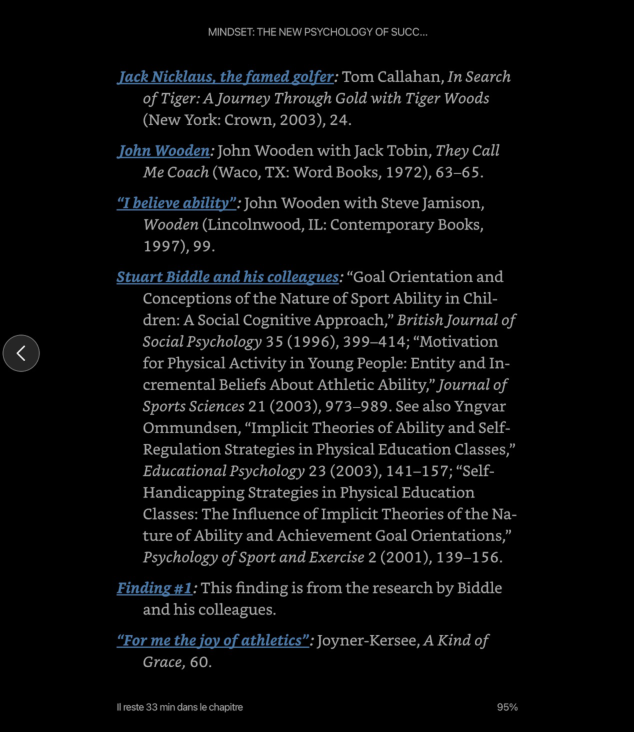 MINDSET: THE NEW PSYCHOLOGY OF SUCC...
Jack Nicklaus, the famed golfer: Tom Callahan, In Search
of Tiger: A Journey Through Gold with Tiger Woods
(New York: Crown, 2003), 24.
John Wooden: John Wooden with Jack Tobin, They Call
Me Coach (Waco, TX: Word Books, 1972), 63–65.
“I believe ability”: John Wooden with Steve Jamison,
Wooden (Lincolnwood, IL: Contemporary Books,
1997), 99.
Stuart Biddle and his colleagues: “Goal Orientation and
Conceptions of the Nature of Sport Ability in Chil-
dren: A Social Cognitive Approach,” British Journal of
Social Psychology 35 (1996), 399–414; “Motivation
for Physical Activity in Young People: Entity and In-
cremental Beliefs About Athletic Ability,” Journal of
Sports Sciences 21 (2003), 973–989. See also Yngvar
Ommundsen, “Implicit Theories of Ability and Self-
Regulation Strategies in Physical Education Classes,”
Educational Psychology 23 (2003), 141–157; “Self-
Handicapping Strategies in Physical Education
Classes: The Influence of Implicit Theories of the Na-
ture of Ability and Achievement Goal Orientations,”
Psychology of Sport and Exercise 2 (2001), 139–156.
Finding #1: This finding is from the research by Biddle
and his colleagues.
“For me the joy of athletics”: Joyner-Kersee, A Kind of
Grace, 60.
Il reste 33 min dans le chapitre
95%